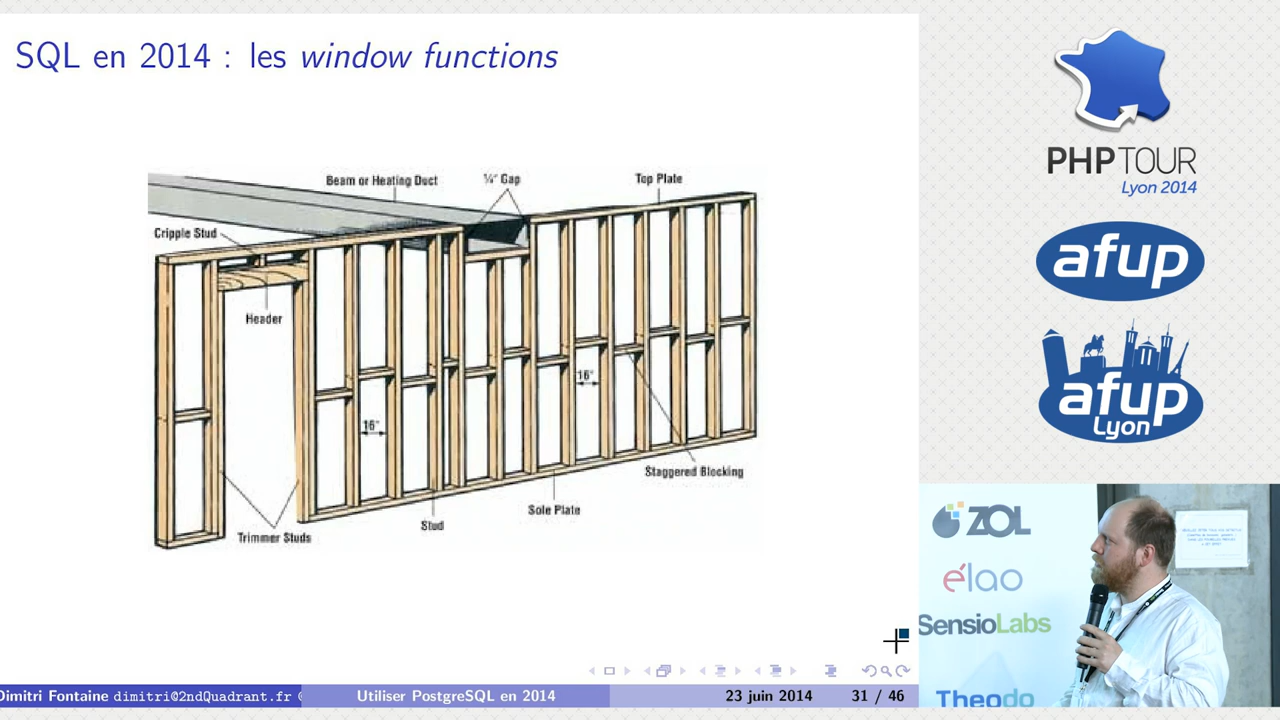 SQL en 2014 : les window functions
Beam or Heating Duct
¼" Gap
Top Plate
Cripple Stud
Header
16"
16"
Staggered Blocking
Sole Plate
Stud
Trimmer Studs
Dimitri Fontaine dimitri@2ndQuadrant.fr
Utiliser PostgreSQL en 2014
23 juin 2014
31 / 46
PHP TOUR
Lyon 2014
afup
afup
Lyon
ZOL
élao
SensioLabs
Theodo